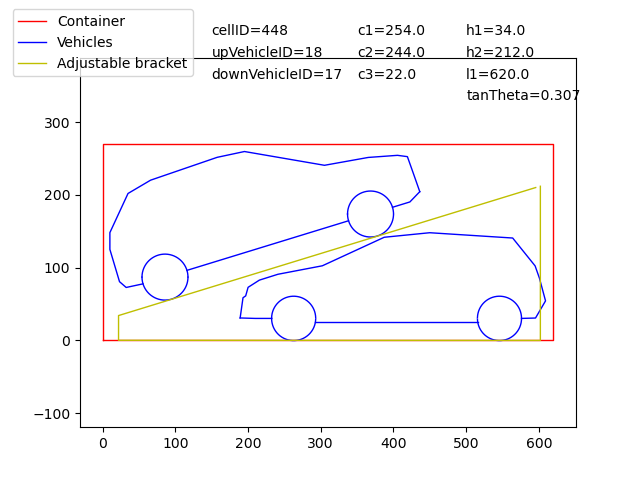 Container
Vehicles
Adjustable bracket
cellID=448 c1=254.0 h1=34.0
upVehicleID=18 c2=244.0 h2=212.0
downVehicleID=17 c3=22.0 l1=620.0
tanTheta=0.307
300
200
100
0
−100
0 100 200 300 400 500 600